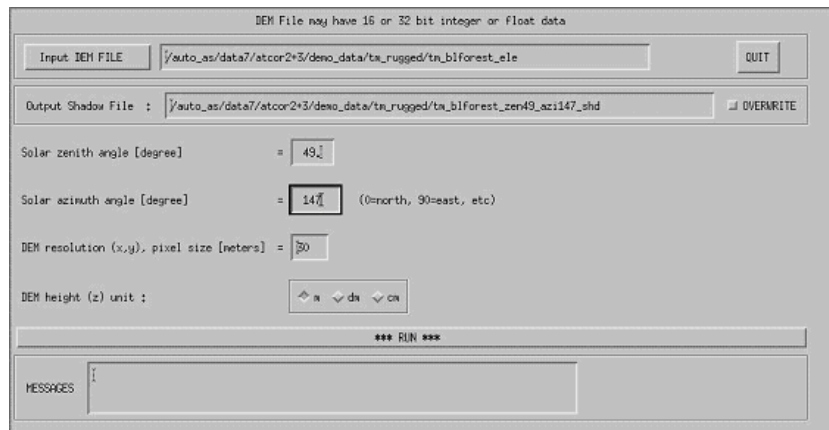 DEM File may have 16 or 32 bit integer or float data
Input DEM FILE /auto_as/data7/atcor2+3/demo_data/tm_rugged/tm_blforest_ele QUIT
Output Shadow File : /auto_as/data7/atcor2+3/demo_data/tm_rugged/tm_blforest_zen49_azi147_shd OVERWRITE
Solar zenith angle [degree] = 49.
Solar azimuth angle [degree] = 147 (0=north, 90=east, etc)
DEM resolution (x,y), pixel size [meters] = 30
DEM height (z) unit : m dm cm
*** RUN ***
MESSAGES